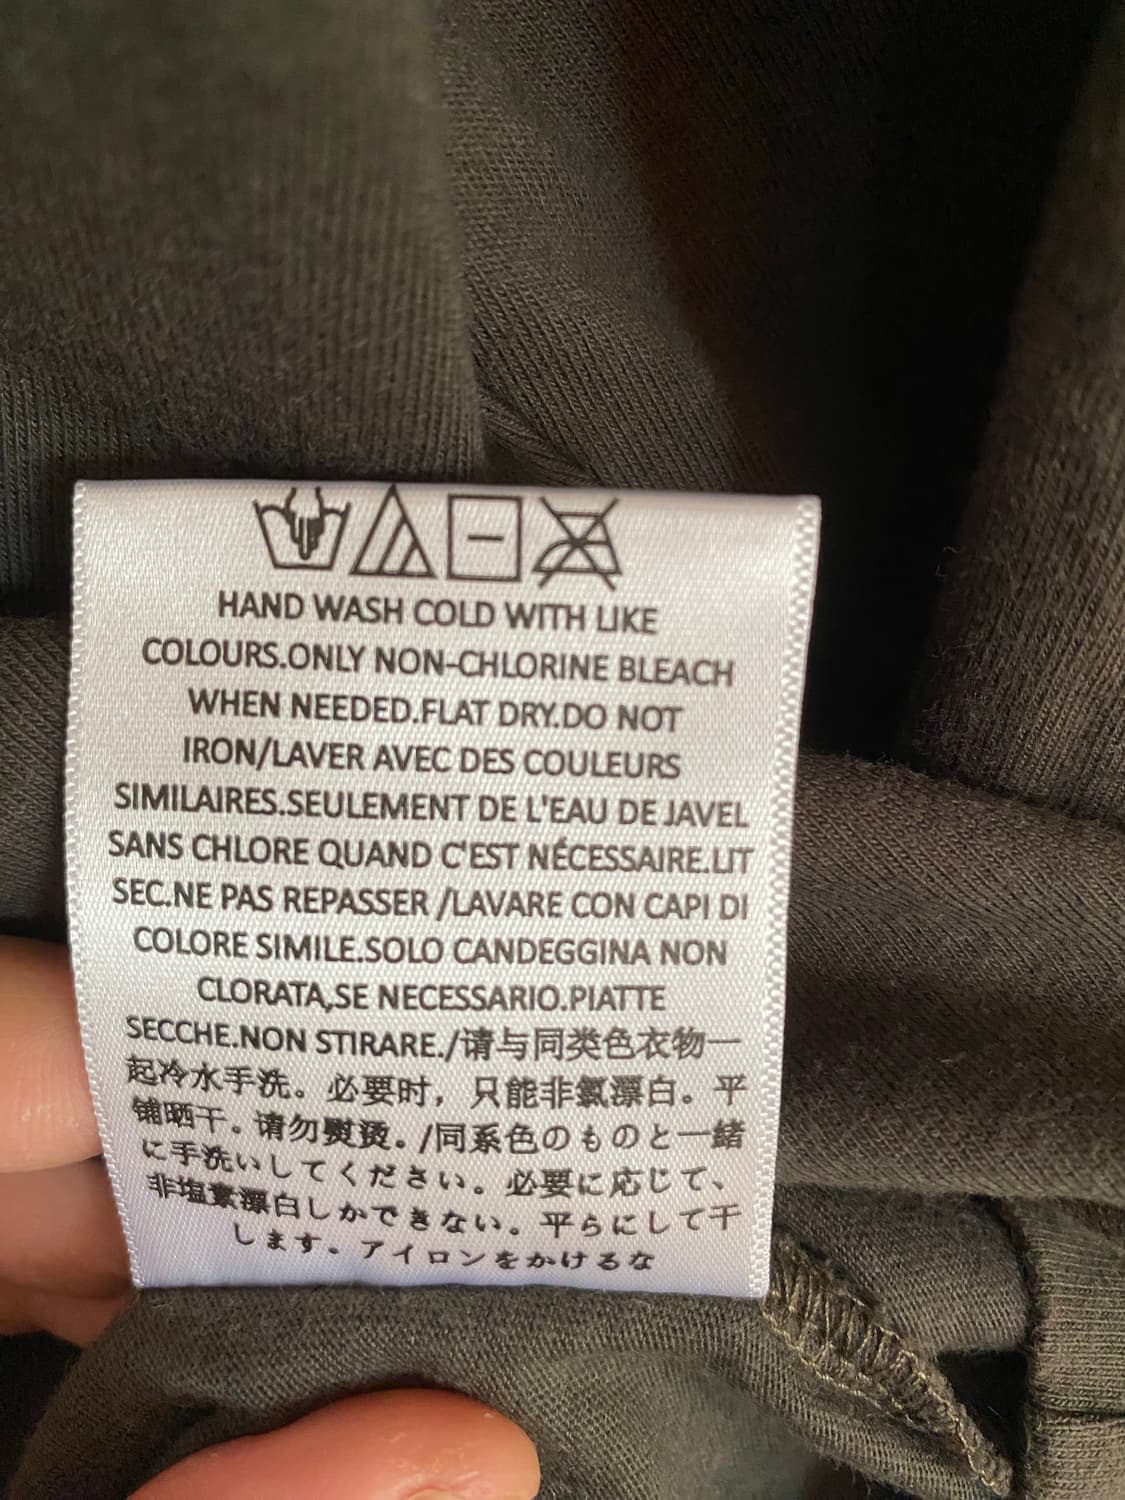 HAND WASH COLD WITH LIKE
COLOURS.ONLY NON-CHLORINE BLEACH
WHEN NEEDED.FLAT DRY.DO NOT
IRON/LAVER AVEC DES COULEURS
SIMILAIRES.SEULEMENT DE L'EAU DE JAVEL
SANS CHLORE QUAND C'EST NÉCESSAIRE.LIT
SEC.NE PAS REPASSER /LAVARE CON CAPI DI
COLORE SIMILE.SOLO CANDEGGINA NON
CLORATA,SE NECESSARIO.PIATTE
SECCHE.NON STIRARE./请与同类色衣物一
起冷水手洗。必要时，只能非氯漂白。平
铺晒干。请勿熨烫。/同系色のものと一緒
に手洗いしてください。必要に応じて、
非塩素漂白しかできない。平らにして干
します。アイロンをかけるな